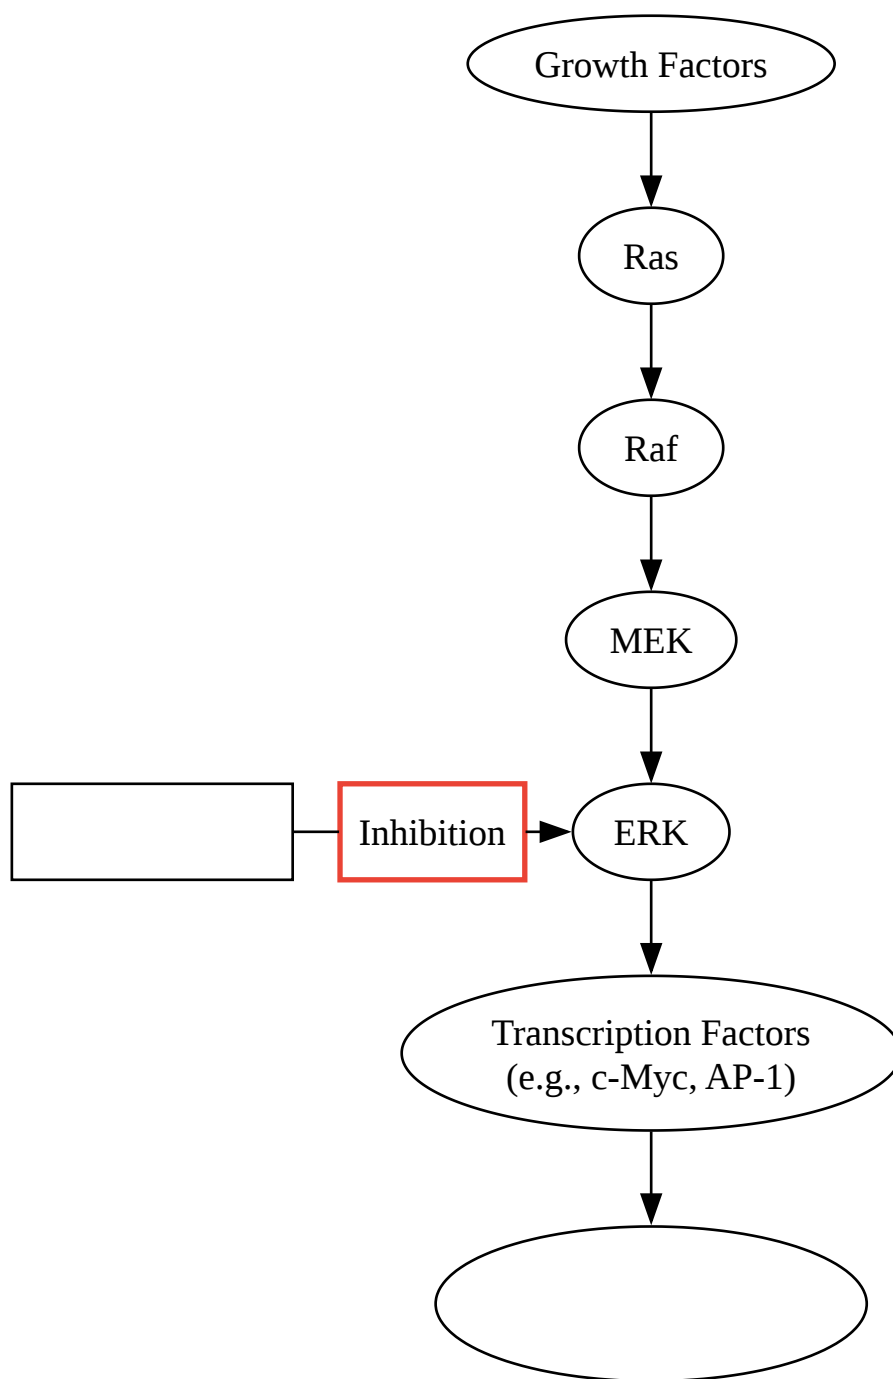 Growth Factors
Ras
Raf
MEK
Inhibition
ERK
Transcription Factors
(e.g., c-Myc, AP-1)